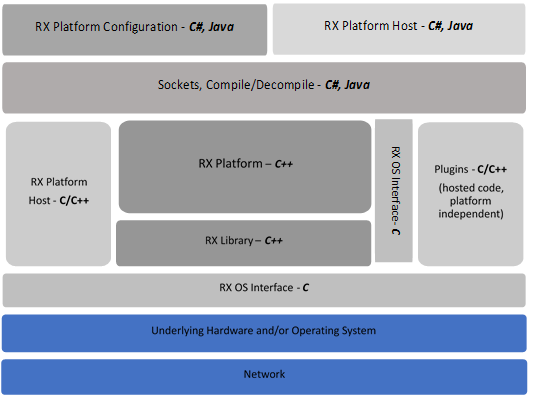 RX Platform Configuration - C#, Java
RX Platform Host - C#, Java
Sockets, Compile/Decompile - C#, Java
RX Platform
Host - C/C++
RX Platform – C++
RX Library – C++
RX OS Interface- C
Plugins - C/C++
(hosted code,
platform
independent)
RX OS Interface - C
Underlying Hardware and/or Operating System
Network